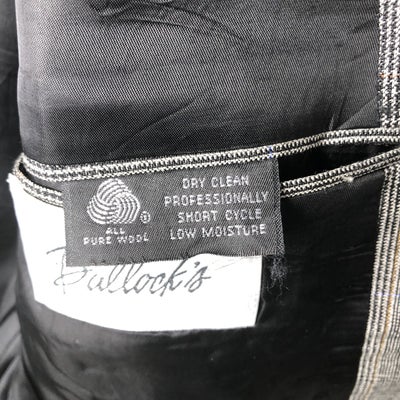 ALL
PURE WOOL
DRY CLEAN
PROFESSIONALLY
SHORT CYCLE
LOW MOISTURE
Bullock's